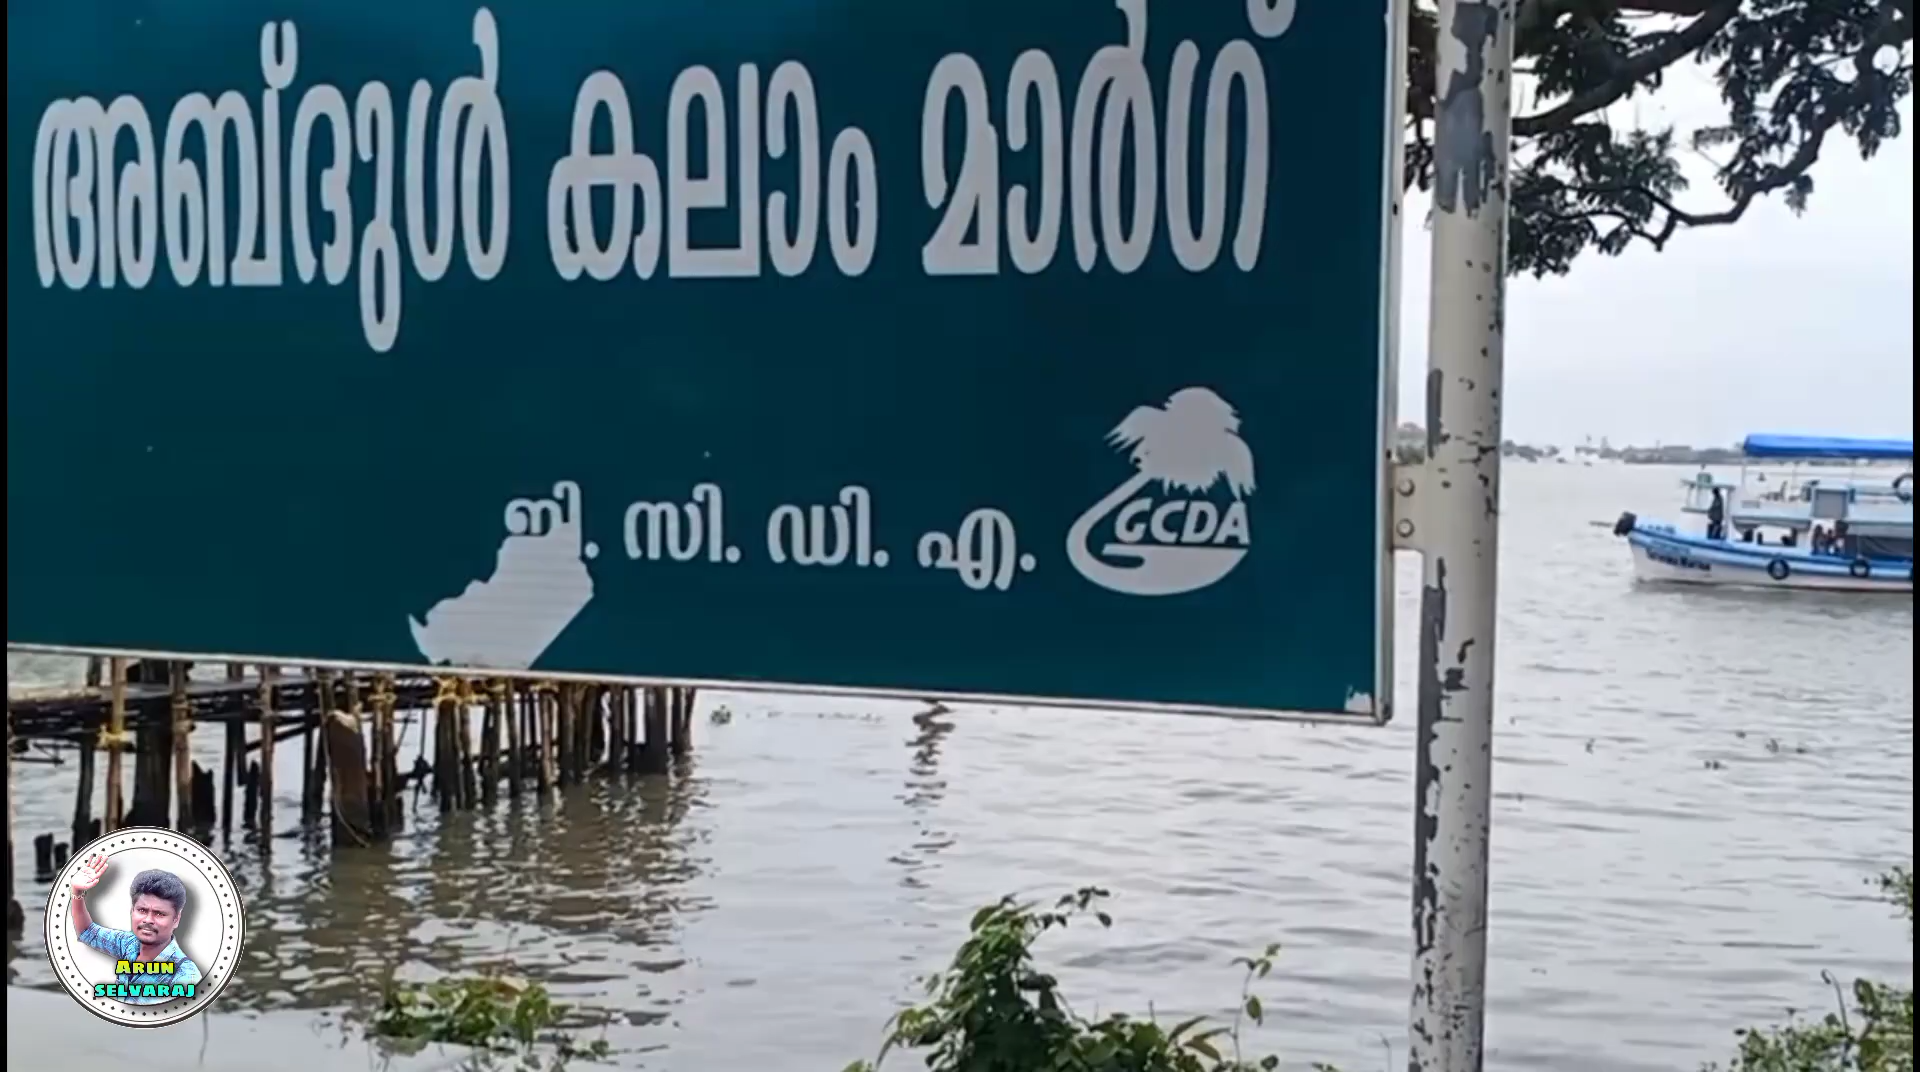 അബ്ദുൾ കലാം മാർഗ്
ജി. സി. ഡി. എ. GCDA
ARUN
SELVARAJ